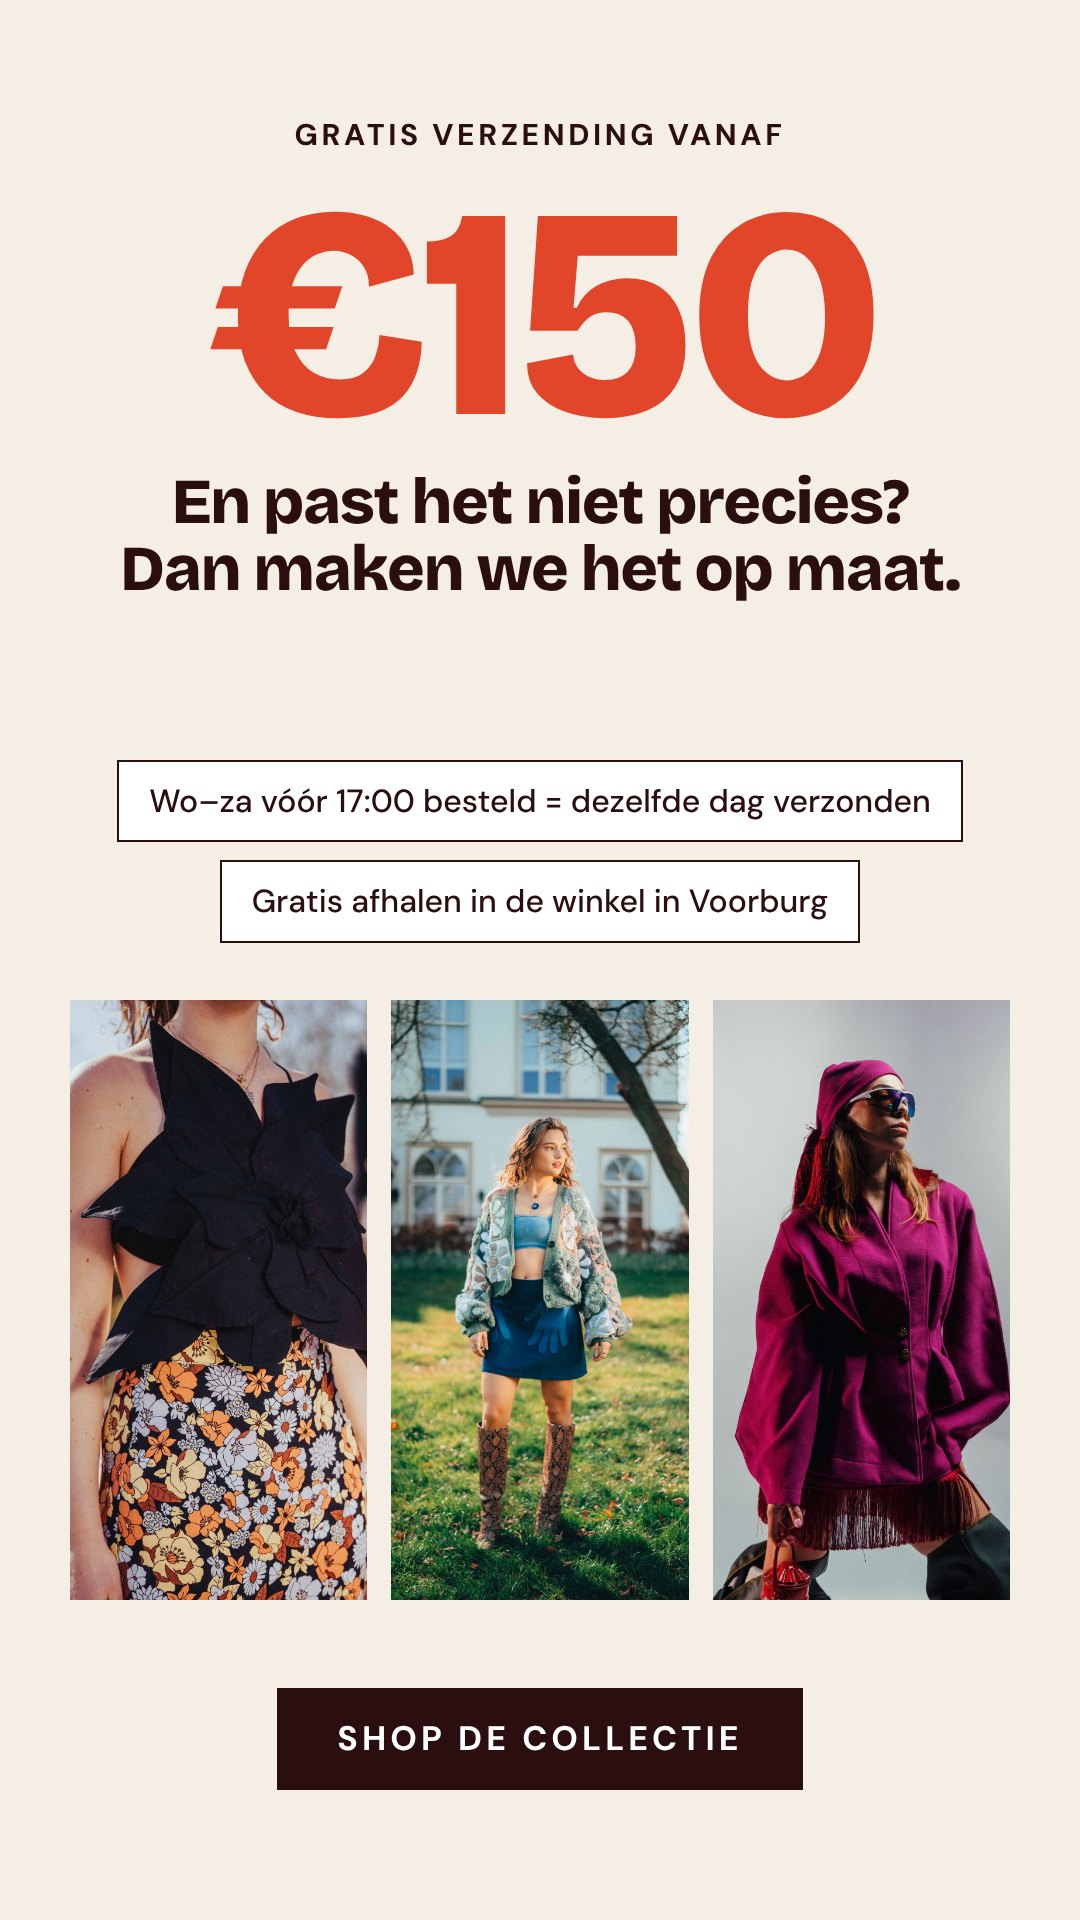 GRATIS VERZENDING VANAF
€150
En past het niet precies?
Dan maken we het op maat.
Wo–za vóór 17:00 besteld = dezelfde dag verzonden
Gratis afhalen in de winkel in Voorburg
SHOP DE COLLECTIE